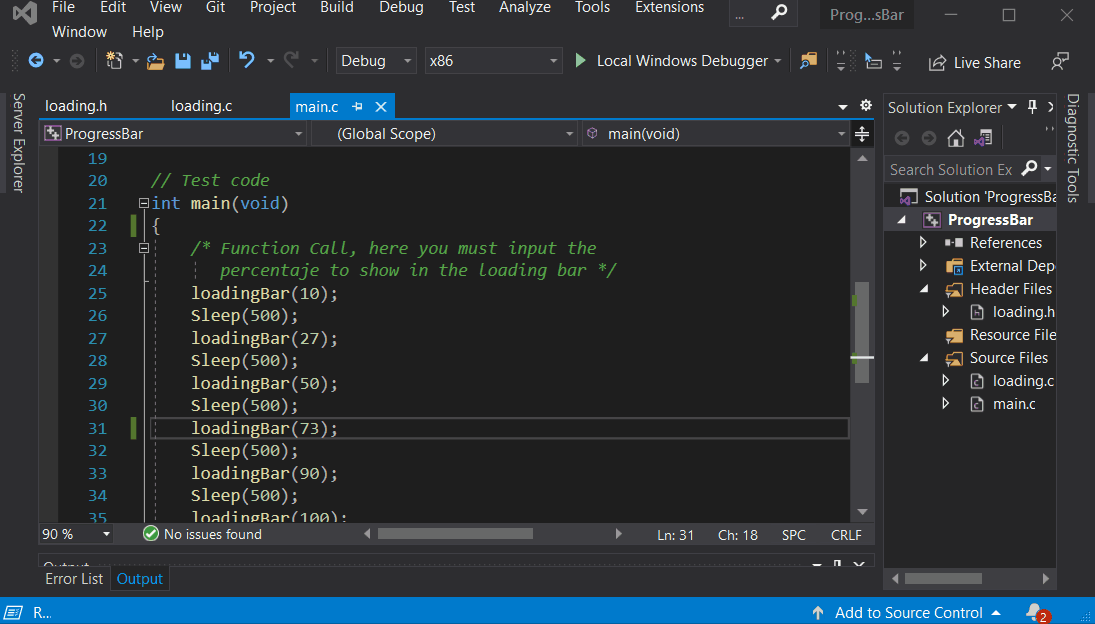 File Edit View Git Project Build Debug Test Analyze Tools Extensions ... Prog...sBar
Window Help
Debug x86 Local Windows Debugger Live Share
Server Explorer
loading.h loading.c main.c
ProgressBar (Global Scope) main(void)
19
20 // Test code
21 int main(void)
22 {
23 /* Function Call, here you must input the
24 percentaje to show in the loading bar */
25 loadingBar(10);
26 Sleep(500);
27 loadingBar(27);
28 Sleep(500);
29 loadingBar(50);
30 Sleep(500);
31 loadingBar(73);
32 Sleep(500);
33 loadingBar(90);
34 Sleep(500);
35 loadingBar(100);
90 % No issues found Ln: 31 Ch: 18 SPC CRLF
Output
Error List Output
Solution Explorer
Search Solution Ex
Solution 'ProgressBa
ProgressBar
References
External Dep
Header Files
loading.h
Resource File
Source Files
loading.c
main.c
Diagnostic Tools
R... Add to Source Control 2